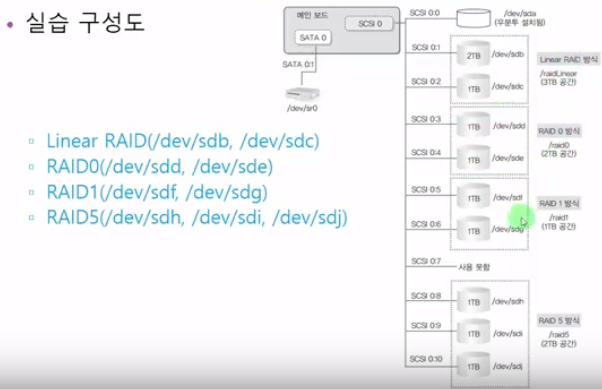 • 실습 구성도
▫ Linear RAID(/dev/sdb, /dev/sdc)
▫ RAID0(/dev/sdd, /dev/sde)
▫ RAID1(/dev/sdf, /dev/sdg)
▫ RAID5(/dev/sdh, /dev/sdi, /dev/sdj)
메인 보드
SCSI 0
SATA 0
SATA 0:1
/dev/sr0
SCSI 0:0
/dev/sda
(우분투 설치됨)
SCSI 0:1
2TB
/dev/sdb
SCSI 0:2
1TB
/dev/sdc
Linear RAID 방식
/raidLinear
(3TB 공간)
SCSI 0:3
1TB
/dev/sdd
SCSI 0:4
1TB
/dev/sde
RAID 0 방식
/raid0
(2TB 공간)
SCSI 0:5
1TB
/dev/sdf
SCSI 0:6
1TB
/dev/sdg
RAID 1 방식
/raid1
(1TB 공간)
SCSI 0:7
사용 못함
SCSI 0:8
1TB
/dev/sdh
SCSI 0:9
1TB
/dev/sdi
SCSI 0:10
1TB
/dev/sdj
RAID 5 방식
/raid5
(2TB 공간)